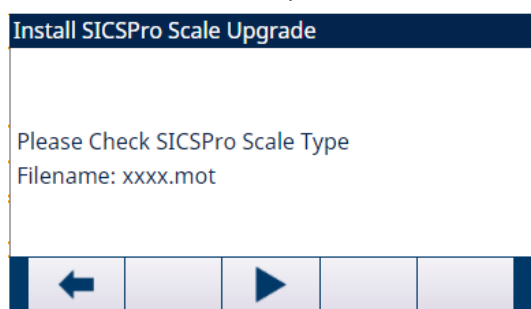 Install SICSPro Scale Upgrade
Please Check SICSPro Scale Type
Filename: xxxx.mot